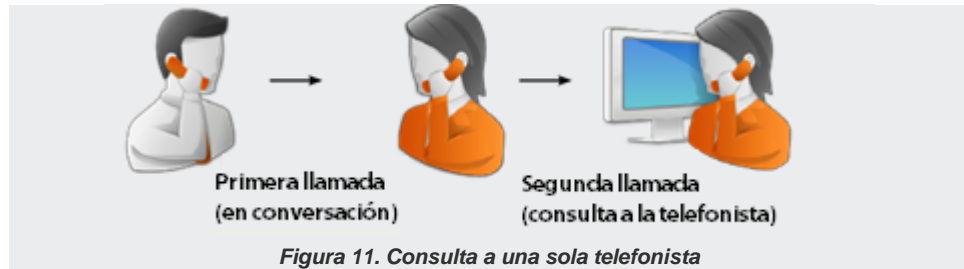 Primera llamada
(en conversación)
Segunda llamada
(consulta a la telefonista)
Figura 11. Consulta a una sola telefonista